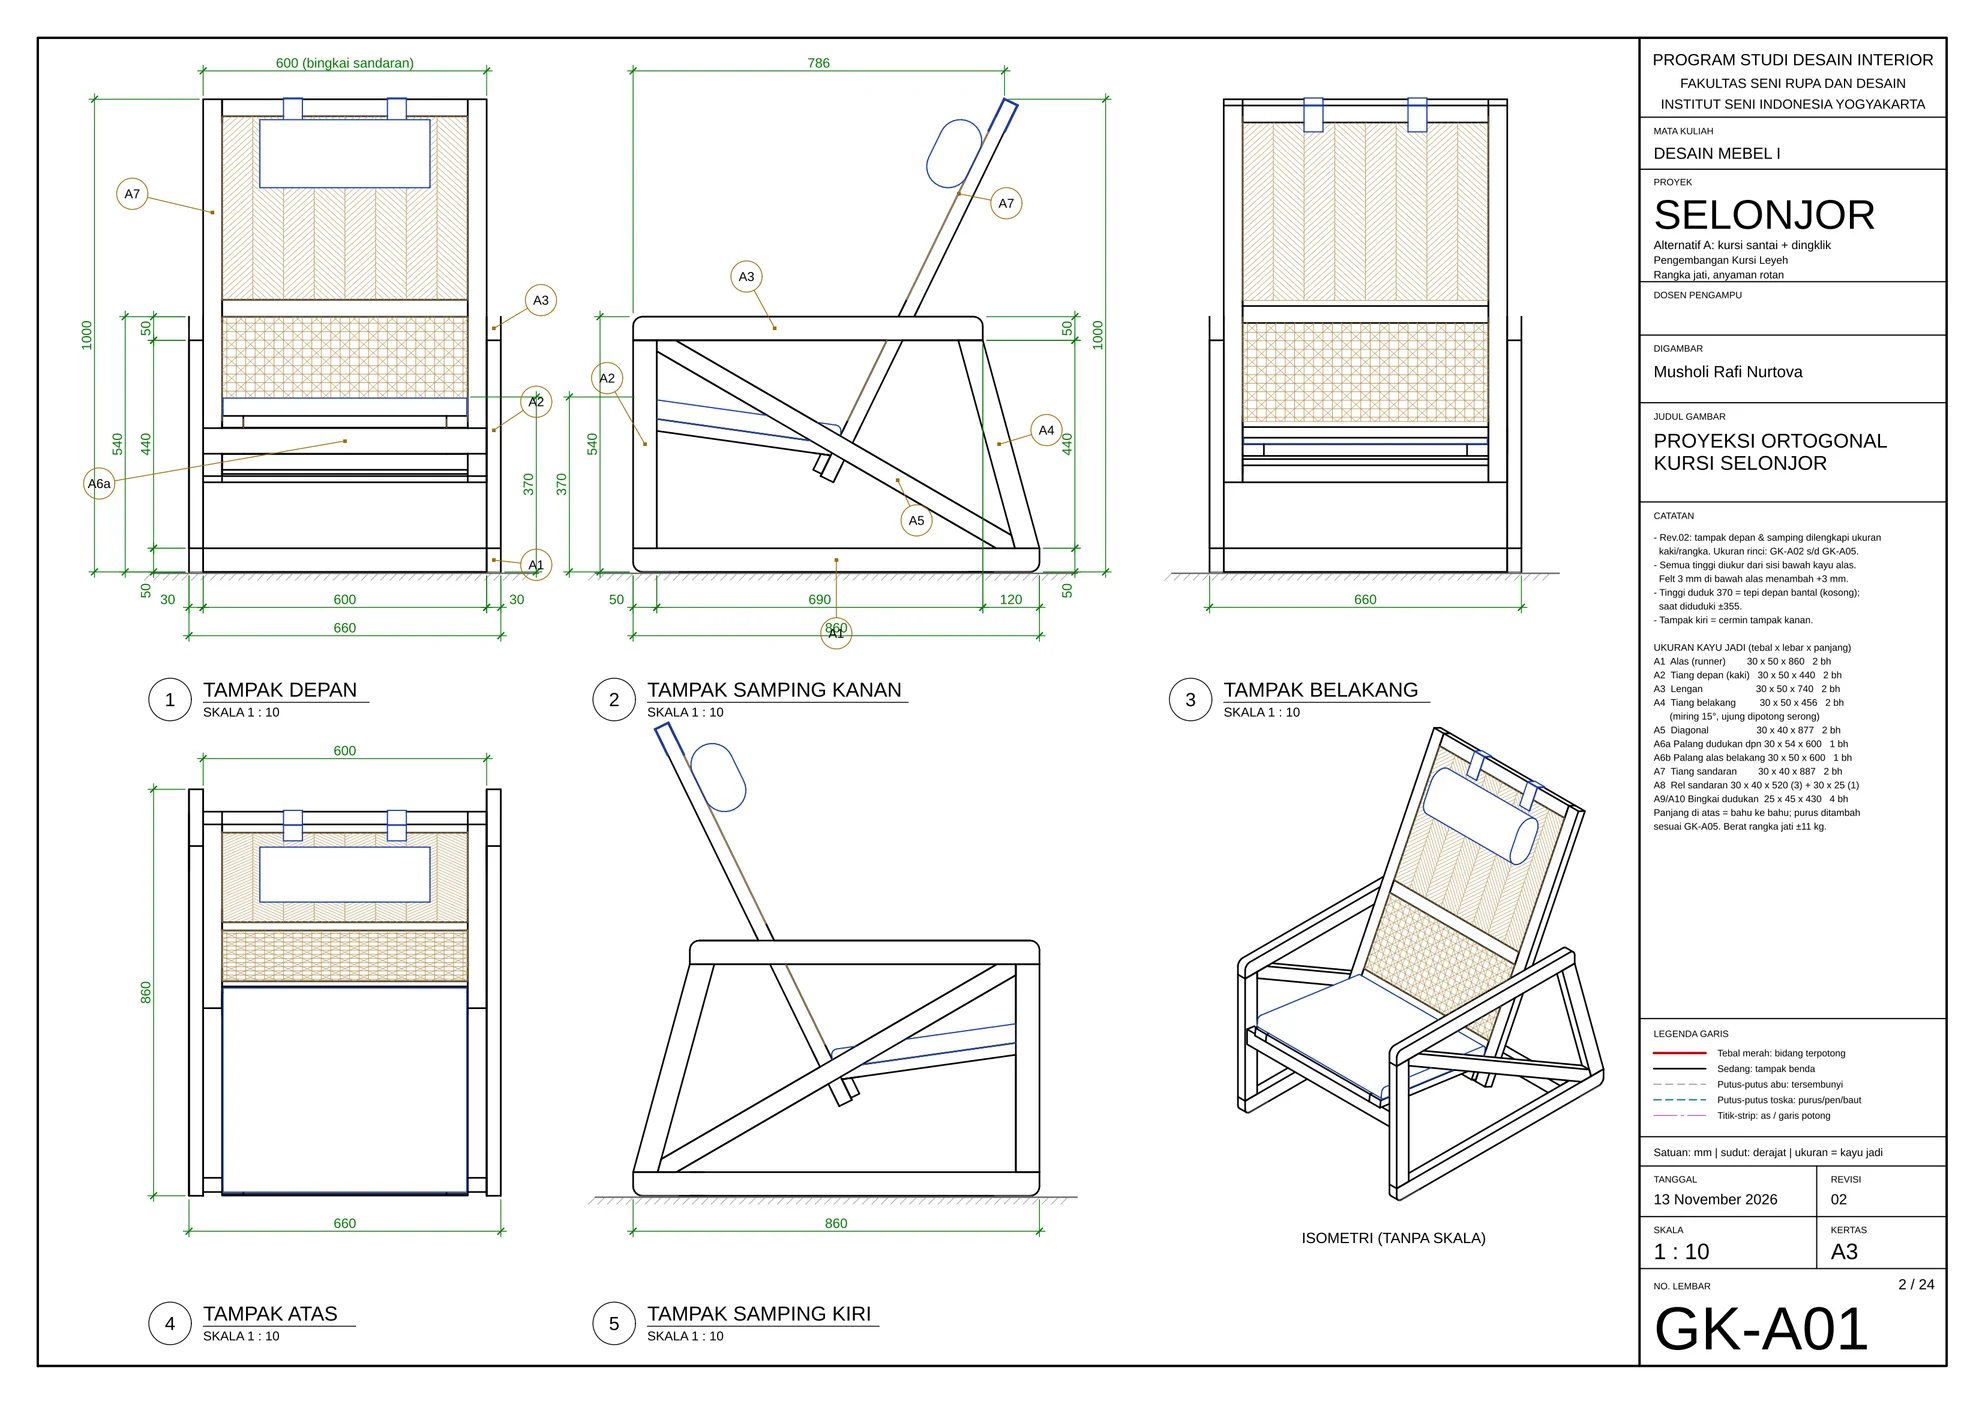 600 (bingkai sandaran)
A7
A3
A2
A6a
A1
1000
540
50
440
50
370
30
600
30
660
1
TAMPAK DEPAN
SKALA 1 : 10
786
A7
A3
A2
A4
A5
A1
540
370
50
440
50
1000
50
690
120
860
2
TAMPAK SAMPING KANAN
SKALA 1 : 10
660
3
TAMPAK BELAKANG
SKALA 1 : 10
600
860
660
4
TAMPAK ATAS
SKALA 1 : 10
860
5
TAMPAK SAMPING KIRI
SKALA 1 : 10
ISOMETRI (TANPA SKALA)
PROGRAM STUDI DESAIN INTERIOR
FAKULTAS SENI RUPA DAN DESAIN
INSTITUT SENI INDONESIA YOGYAKARTA
MATA KULIAH
DESAIN MEBEL I
PROYEK
SELONJOR
Alternatif A: kursi santai + dingklik
Pengembangan Kursi Leyeh
Rangka jati, anyaman rotan
DOSEN PENGAMPU
DIGAMBAR
Musholi Rafi Nurtova
JUDUL GAMBAR
PROYEKSI ORTOGONAL
KURSI SELONJOR
CATATAN
- Rev.02: tampak depan & samping dilengkapi ukuran
kaki/rangka. Ukuran rinci: GK-A02 s/d GK-A05.
- Semua tinggi diukur dari sisi bawah kayu alas.
Felt 3 mm di bawah alas menambah +3 mm.
- Tinggi duduk 370 = tepi depan bantal (kosong);
saat diduduki ±355.
- Tampak kiri = cermin tampak kanan.
UKURAN KAYU JADI (tebal x lebar x panjang)
A1 Alas (runner) 30 x 50 x 860 2 bh
A2 Tiang depan (kaki) 30 x 50 x 440 2 bh
A3 Lengan 30 x 50 x 740 2 bh
A4 Tiang belakang 30 x 50 x 456 2 bh
(miring 15°, ujung dipotong serong)
A5 Diagonal 30 x 40 x 877 2 bh
A6a Palang dudukan dpn 30 x 54 x 600 1 bh
A6b Palang alas belakang 30 x 50 x 600 1 bh
A7 Tiang sandaran 30 x 40 x 887 2 bh
A8 Rel sandaran 30 x 40 x 520 (3) + 30 x 25 (1)
A9/A10 Bingkai dudukan 25 x 45 x 430 4 bh
Panjang di atas = bahu ke bahu; purus ditambah
sesuai GK-A05. Berat rangka jati ±11 kg.
LEGENDA GARIS
Tebal merah: bidang terpotong
Sedang: tampak benda
Putus-putus abu: tersembunyi
Putus-putus toska: purus/pen/baut
Titik-strip: as / garis potong
Satuan: mm | sudut: derajat | ukuran = kayu jadi
TANGGAL
13 November 2026
REVISI
02
SKALA
1 : 10
KERTAS
A3
NO. LEMBAR
2 / 24
GK-A01